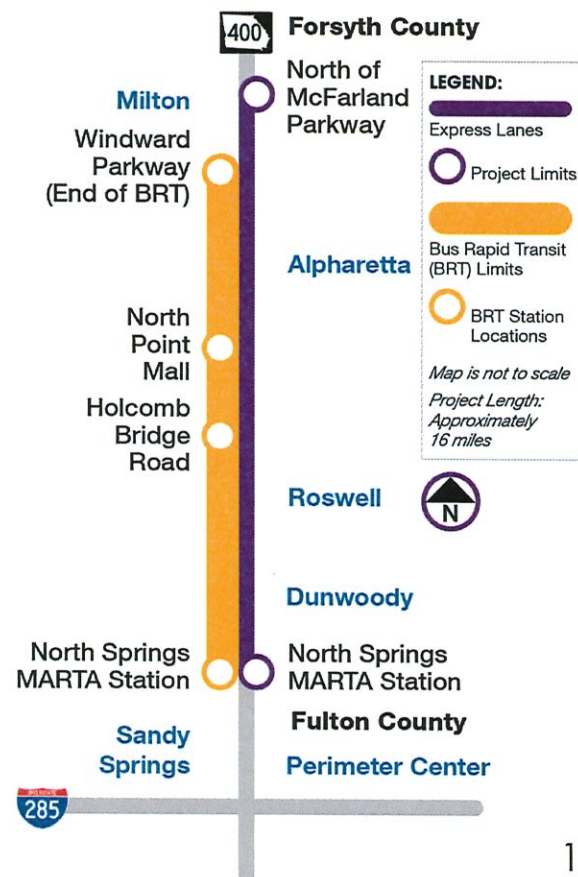 400
Forsyth County
Milton
North of
McFarland
Parkway
Windward
Parkway
(End of BRT)
Alpharetta
North
Point
Mall
Holcomb
Bridge
Road
Roswell
Dunwoody
North Springs
MARTA Station
North Springs
MARTA Station
Fulton County
Sandy
Springs
Perimeter Center
INTERSTATE
285
LEGEND:
Express Lanes
Project Limits
Bus Rapid Transit
(BRT) Limits
BRT Station
Locations
Map is not to scale
Project Length:
Approximately
16 miles
N
1